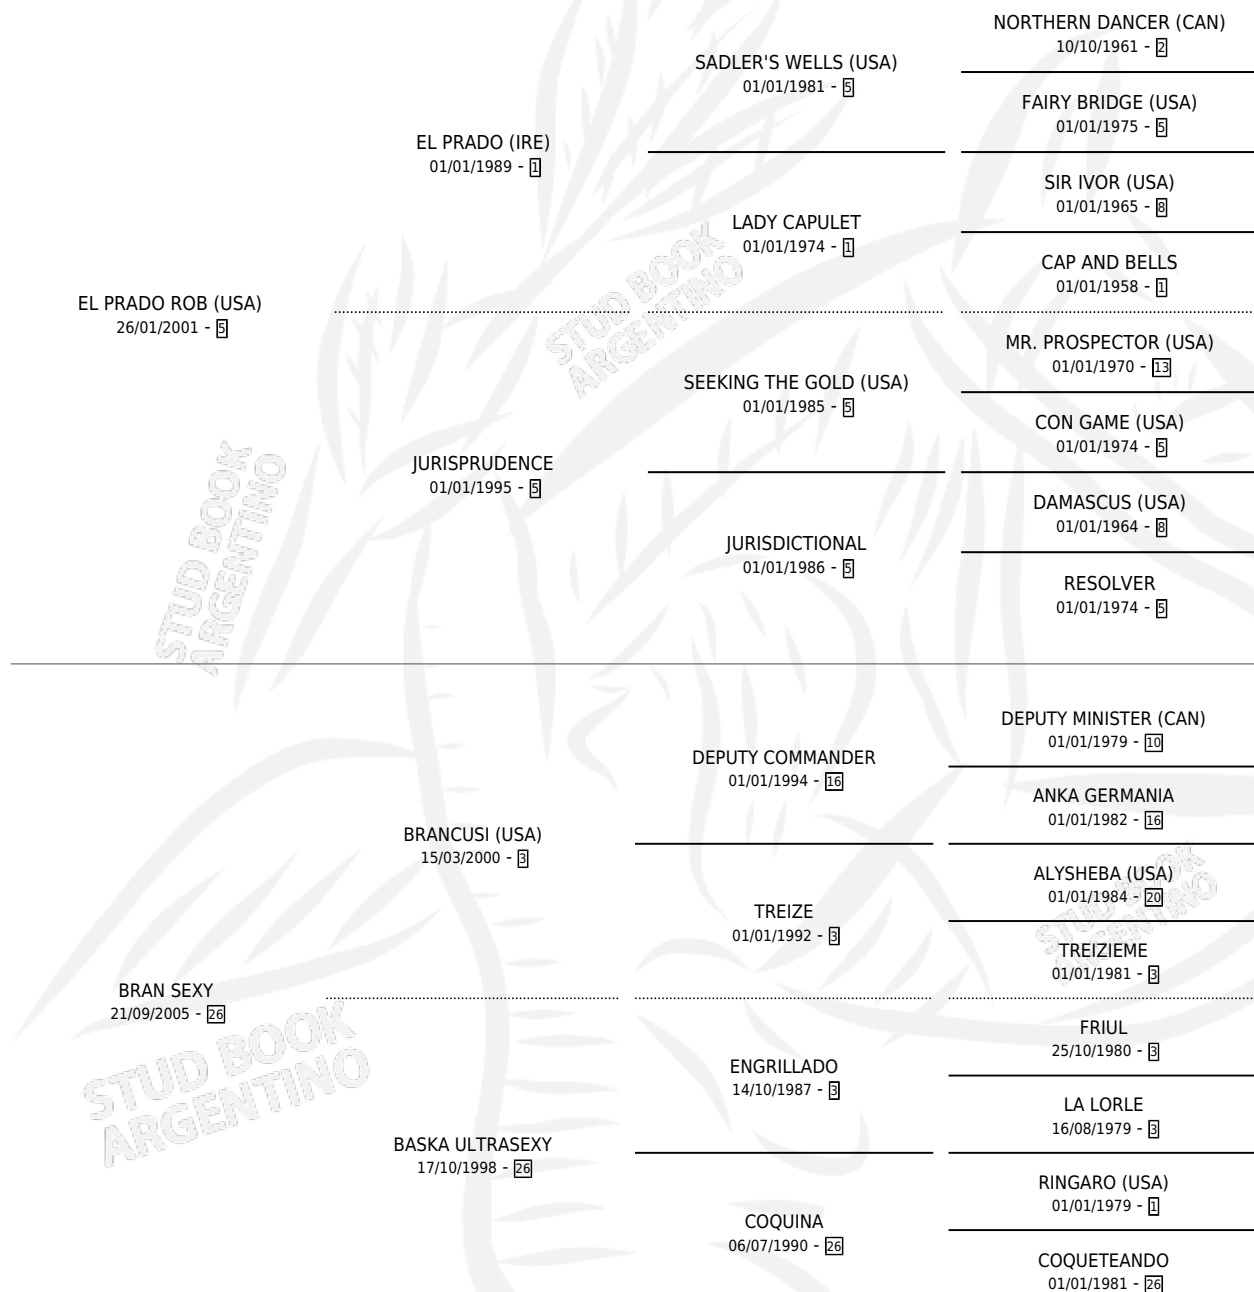 NORTHERN DANCER (CAN)
10/10/1961 - 2
SADLER'S WELLS (USA)
01/01/1981 - 5
FAIRY BRIDGE (USA)
01/01/1975 - 5
EL PRADO (IRE)
01/01/1989 - 1
SIR IVOR (USA)
01/01/1965 - 8
LADY CAPULET
01/01/1974 - 1
CAP AND BELLS
01/01/1958 - 1
EL PRADO ROB (USA)
26/01/2001 - 5
MR. PROSPECTOR (USA)
01/01/1970 - 13
SEEKING THE GOLD (USA)
01/01/1985 - 5
CON GAME (USA)
01/01/1974 - 5
JURISPRUDENCE
01/01/1995 - 5
DAMASCUS (USA)
01/01/1964 - 8
JURISDICTIONAL
01/01/1986 - 5
RESOLVER
01/01/1974 - 5
DEPUTY MINISTER (CAN)
01/01/1979 - 10
DEPUTY COMMANDER
01/01/1994 - 16
ANKA GERMANIA
01/01/1982 - 16
BRANCUSI (USA)
15/03/2000 - 3
ALYSHEBA (USA)
01/01/1984 - 20
TREIZE
01/01/1992 - 3
TREIZIEME
01/01/1981 - 3
BRAN SEXY
21/09/2005 - 26
FRIUL
25/10/1980 - 3
ENGRILLADO
14/10/1987 - 3
LA LORLE
16/08/1979 - 3
BASKA ULTRASEXY
17/10/1998 - 26
RINGARO (USA)
01/01/1979 - 1
COQUINA
06/07/1990 - 26
COQUETEANDO
01/01/1981 - 26
STUD BOOK
ARGENTINO
STUD BOOK
ARGENTINO
STUD BOOK
ARGENTINO
STUD BOOK
ARGENTINO